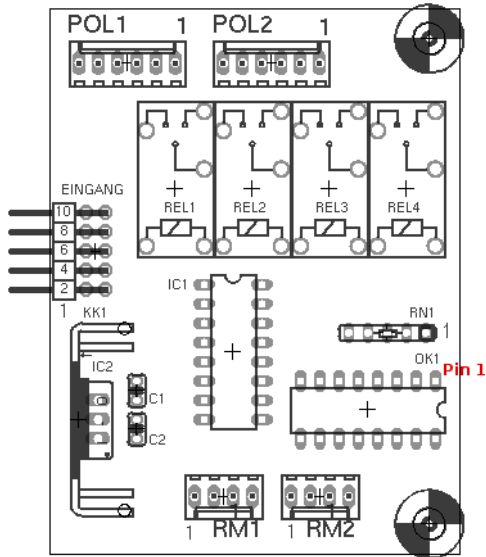 POL1 1 POL2 1
REL1 REL2 REL3 REL4
EINGANG
10
8
6
4
2
1
IC1
KK1
RN1
1
IC2
OK1
Pin 1
C1
C2
1 RM1 1 RM2